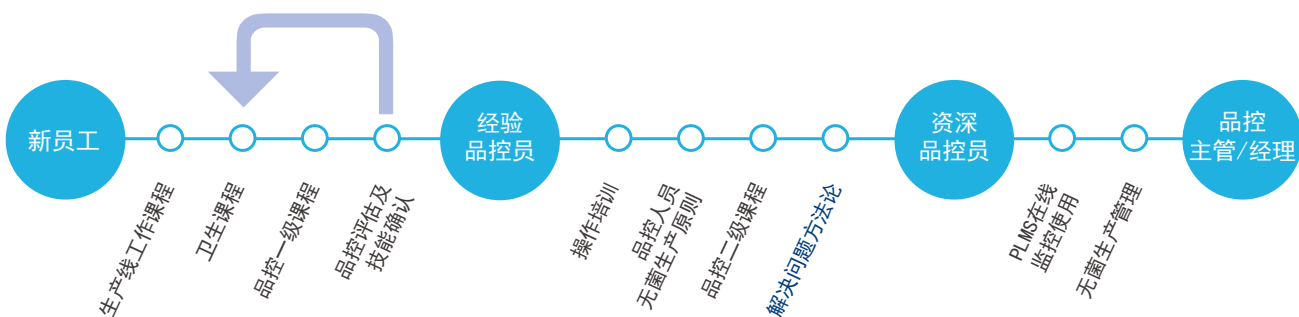 新员工
生产线工作课程
卫生课程
品控一级课程
品控评估及
技能确认
经验
品控员
操作培训
品控人员
无菌生产原则
品控二级课程
解决问题方法论
资深
品控员
PLMS在线
监控使用
无菌生产管理
品控
主管/经理